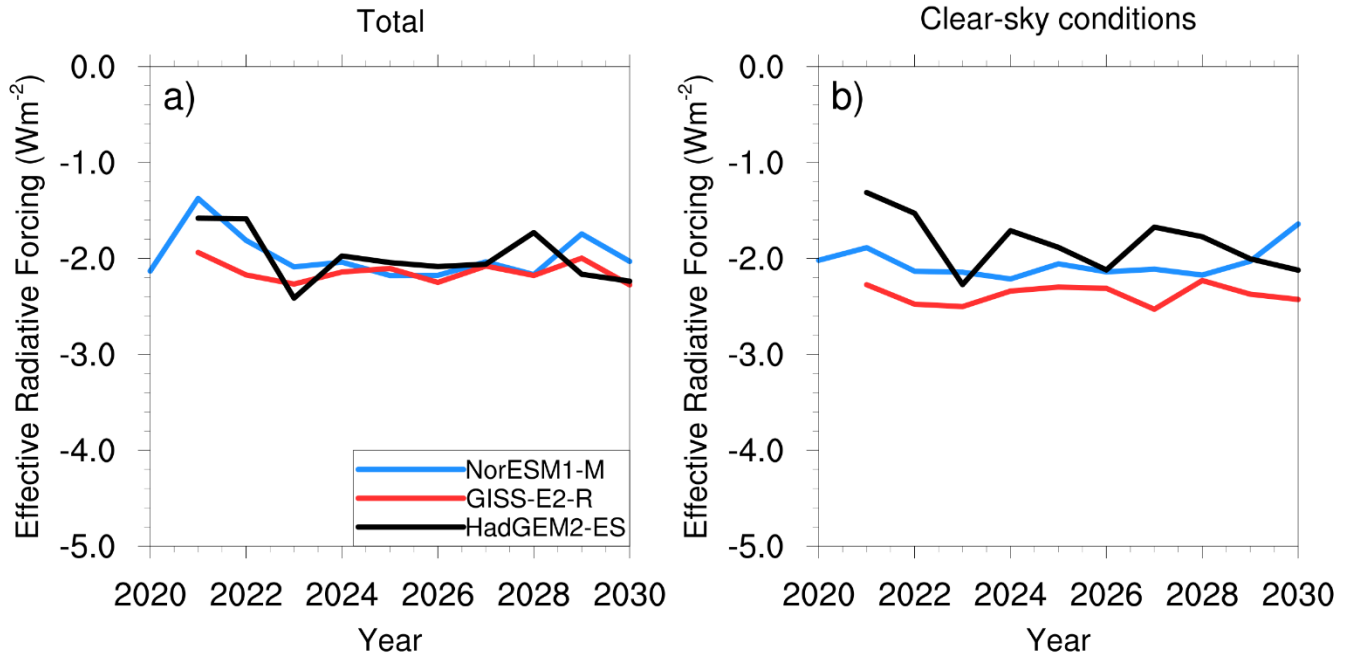 Total
a)
Effective Radiative Forcing (Wm-2)
0.0
-1.0
-2.0
-3.0
-4.0
-5.0
NorESM1-M
GISS-E2-R
HadGEM2-ES
2020 2022 2024 2026 2028 2030
Year
Clear-sky conditions
b)
Effective Radiative Forcing (Wm-2)
0.0
-1.0
-2.0
-3.0
-4.0
-5.0
2020 2022 2024 2026 2028 2030
Year